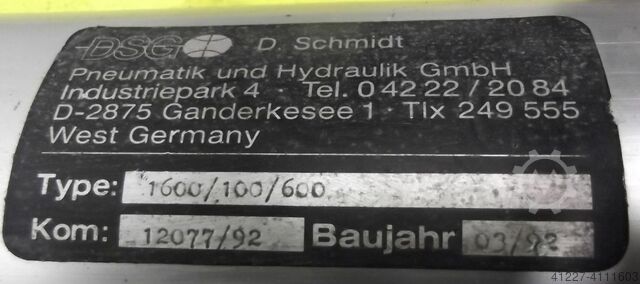 DSG D. Schmidt
Pneumatik und Hydraulik GmbH
Industriepark 4 · Tel. 0 42 22 / 20 84
D-2875 Ganderkesee 1 · Tlx 249 555
West Germany
Type: 1600/100/600
Kom: 12077/92 Baujahr 03/92
41227-4111603